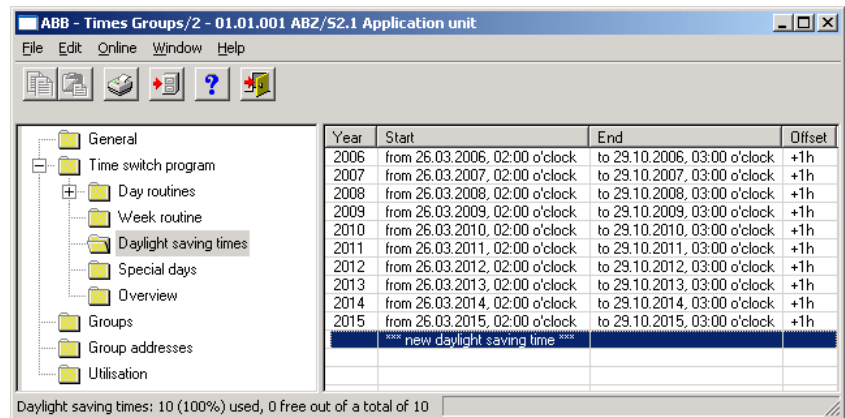 ABB - Times Groups/2 - 01.01.001 ABZ/S2.1 Application unit
File Edit Online Window Help
General
Time switch program
Day routines
Week routine
Daylight saving times
Special days
Overview
Groups
Group addresses
Utilisation
Year Start End Offset
2006 from 26.03.2006, 02:00 o'clock to 29.10.2006, 03:00 o'clock +1h
2007 from 26.03.2007, 02:00 o'clock to 29.10.2007, 03:00 o'clock +1h
2008 from 26.03.2008, 02:00 o'clock to 29.10.2008, 03:00 o'clock +1h
2009 from 26.03.2009, 02:00 o'clock to 29.10.2009, 03:00 o'clock +1h
2010 from 26.03.2010, 02:00 o'clock to 29.10.2010, 03:00 o'clock +1h
2011 from 26.03.2011, 02:00 o'clock to 29.10.2011, 03:00 o'clock +1h
2012 from 26.03.2012, 02:00 o'clock to 29.10.2012, 03:00 o'clock +1h
2013 from 26.03.2013, 02:00 o'clock to 29.10.2013, 03:00 o'clock +1h
2014 from 26.03.2014, 02:00 o'clock to 29.10.2014, 03:00 o'clock +1h
2015 from 26.03.2015, 02:00 o'clock to 29.10.2015, 03:00 o'clock +1h
*** new daylight saving time ***
Daylight saving times: 10 (100%) used, 0 free out of a total of 10